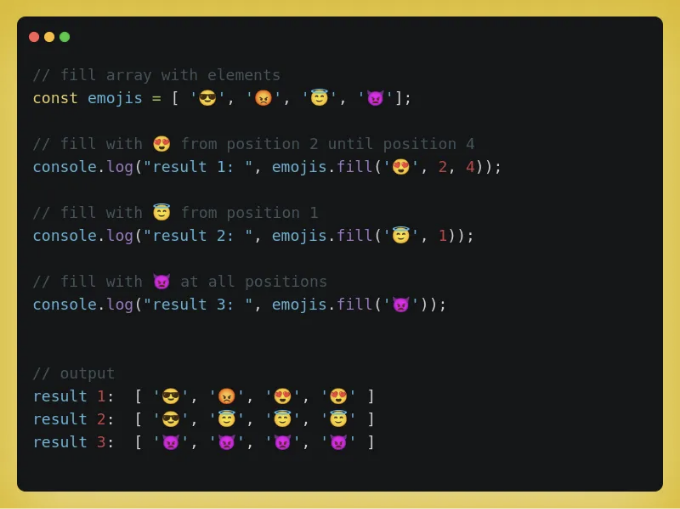 // fill array with elements
const emojis = [ '😎', '😡', '😇', '👿'];
// fill with 😍 from position 2 until position 4
console.log("result 1: ", emojis.fill('😍', 2, 4));
// fill with 😇 from position 1
console.log("result 2: ", emojis.fill('😇', 1));
// fill with 👿 at all positions
console.log("result 3: ", emojis.fill('👿'));
// output
result 1:  [ '😎', '😡', '😍', '😍' ]
result 2:  [ '😎', '😇', '😇', '😇' ]
result 3:  [ '👿', '👿', '👿', '👿' ]